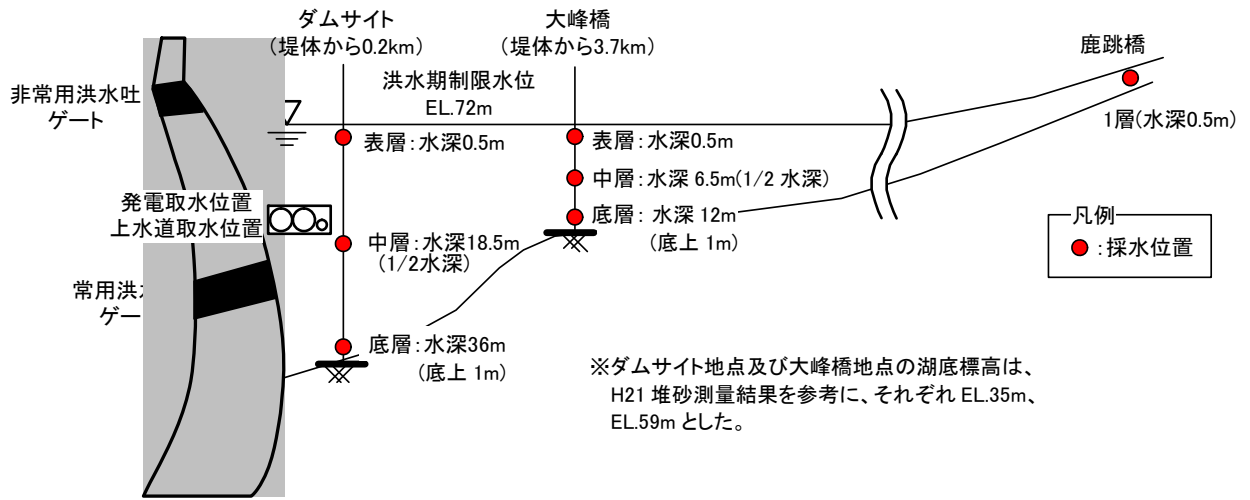 ダムサイト
(堤体から0.2km)
大峰橋
(堤体から3.7km)
鹿跳橋
洪水期制限水位
EL.72m
非常用洪水吐
ゲート
表層：水深0.5m
表層：水深0.5m
1層(水深0.5m)
中層：水深 6.5m(1/2 水深)
発電取水位置
上水道取水位置
底層： 水深 12m
(底上 1m)
凡例
：採水位置
中層：水深18.5m
(1/2水深)
常用洪
ゲー
底層：水深36m
(底上 1m)
※ダムサイト地点及び大峰橋地点の湖底標高は、
H21 堆砂測量結果を参考に、それぞれ EL.35m、
EL.59m とした。